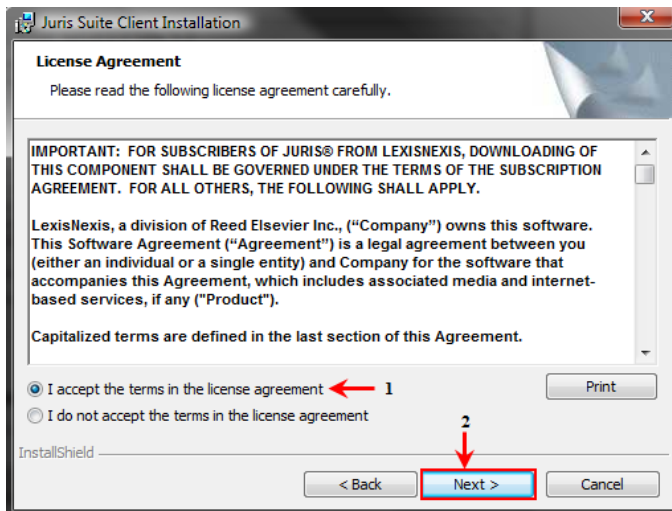 Juris Suite Client Installation
License Agreement
Please read the following license agreement carefully.
IMPORTANT: FOR SUBSCRIBERS OF JURIS® FROM LEXISNEXIS, DOWNLOADING OF
THIS COMPONENT SHALL BE GOVERNED UNDER THE TERMS OF THE SUBSCRIPTION
AGREEMENT. FOR ALL OTHERS, THE FOLLOWING SHALL APPLY.
LexisNexis, a division of Reed Elsevier Inc., (“Company”) owns this software.
This Software Agreement (“Agreement”) is a legal agreement between you
(either an individual or a single entity) and Company for the software that
accompanies this Agreement, which includes associated media and internet-
based services, if any ("Product").
Capitalized terms are defined in the last section of this Agreement.
I accept the terms in the license agreement 1
Print
I do not accept the terms in the license agreement
2
InstallShield
< Back
Next >
Cancel